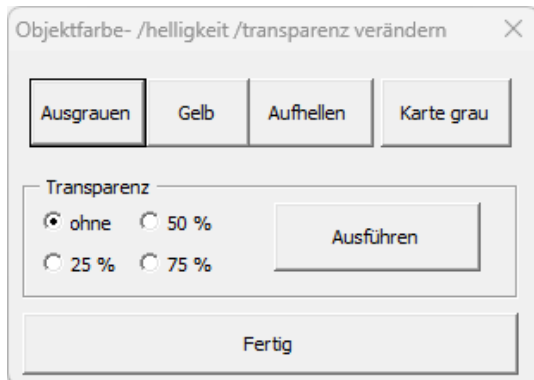 Objektfarbe- /helligkeit /transparenz verändern
Ausgrauen Gelb Aufhellen Karte grau
Transparenz
ohne 50 %
Ausführen
25 % 75 %
Fertig